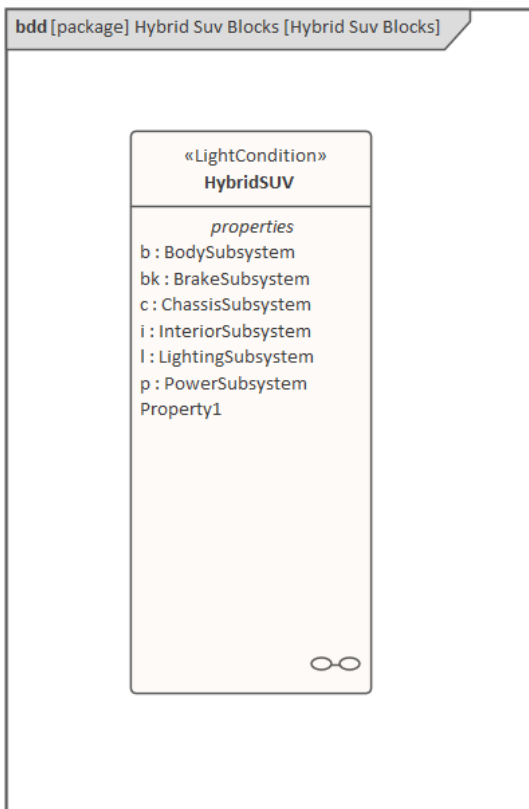 bdd [package] Hybrid Suv Blocks [Hybrid Suv Blocks]
«LightCondition»
HybridSUV
properties
b : BodySubsystem
bk : BrakeSubsystem
c : ChassisSubsystem
i : InteriorSubsystem
l : LightingSubsystem
p : PowerSubsystem
Property1